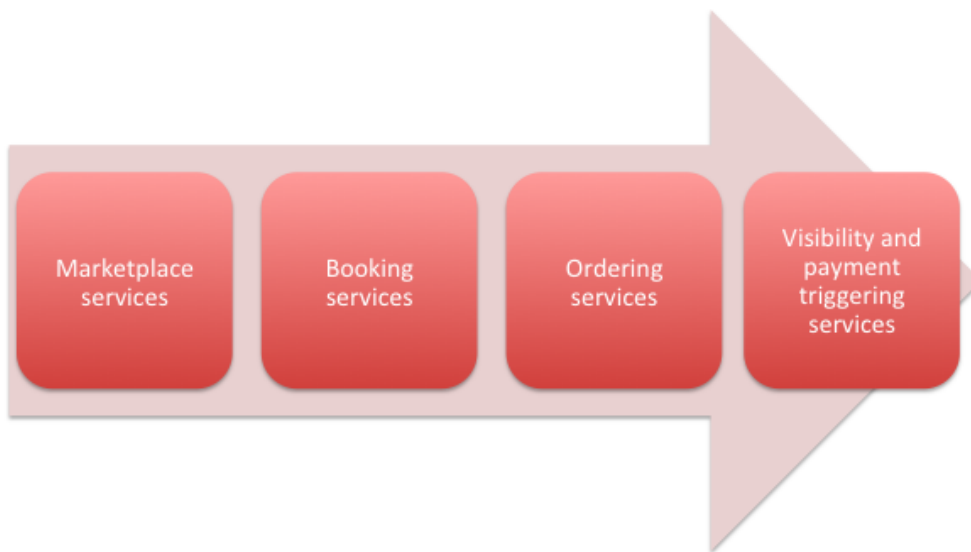 Marketplace
services
Booking
services
Ordering
services
Visibility and
payment
triggering
services